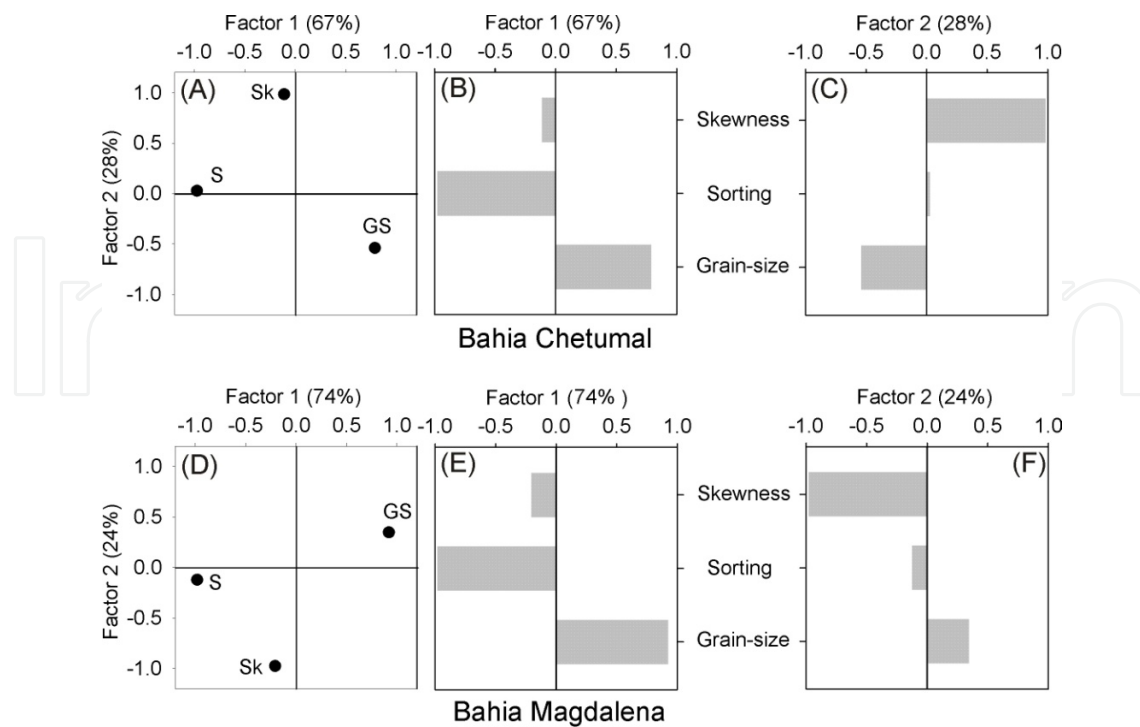 Factor 1 (67%)
-1.0 -0.5 0.0 0.5 1.0
Factor 1 (67%)
-1.0 -0.5 0.0 0.5 1.0
Factor 2 (28%)
-1.0 -0.5 0.0 0.5 1.0
Factor 2 (28%)
1.0
0.5
0.0
-0.5
-1.0
(A)
Sk
S
GS
(B)
Skewness
Sorting
Grain-size
(C)
Bahia Chetumal
Factor 1 (74%)
-1.0 -0.5 0.0 0.5 1.0
Factor 1 (74% )
-1.0 -0.5 0.0 0.5 1.0
Factor 2 (24%)
-1.0 -0.5 0.0 0.5 1.0
Factor 2 (24%)
1.0
0.5
0.0
-0.5
-1.0
(D)
GS
S
Sk
(E)
Skewness
Sorting
Grain-size
(F)
Bahia Magdalena